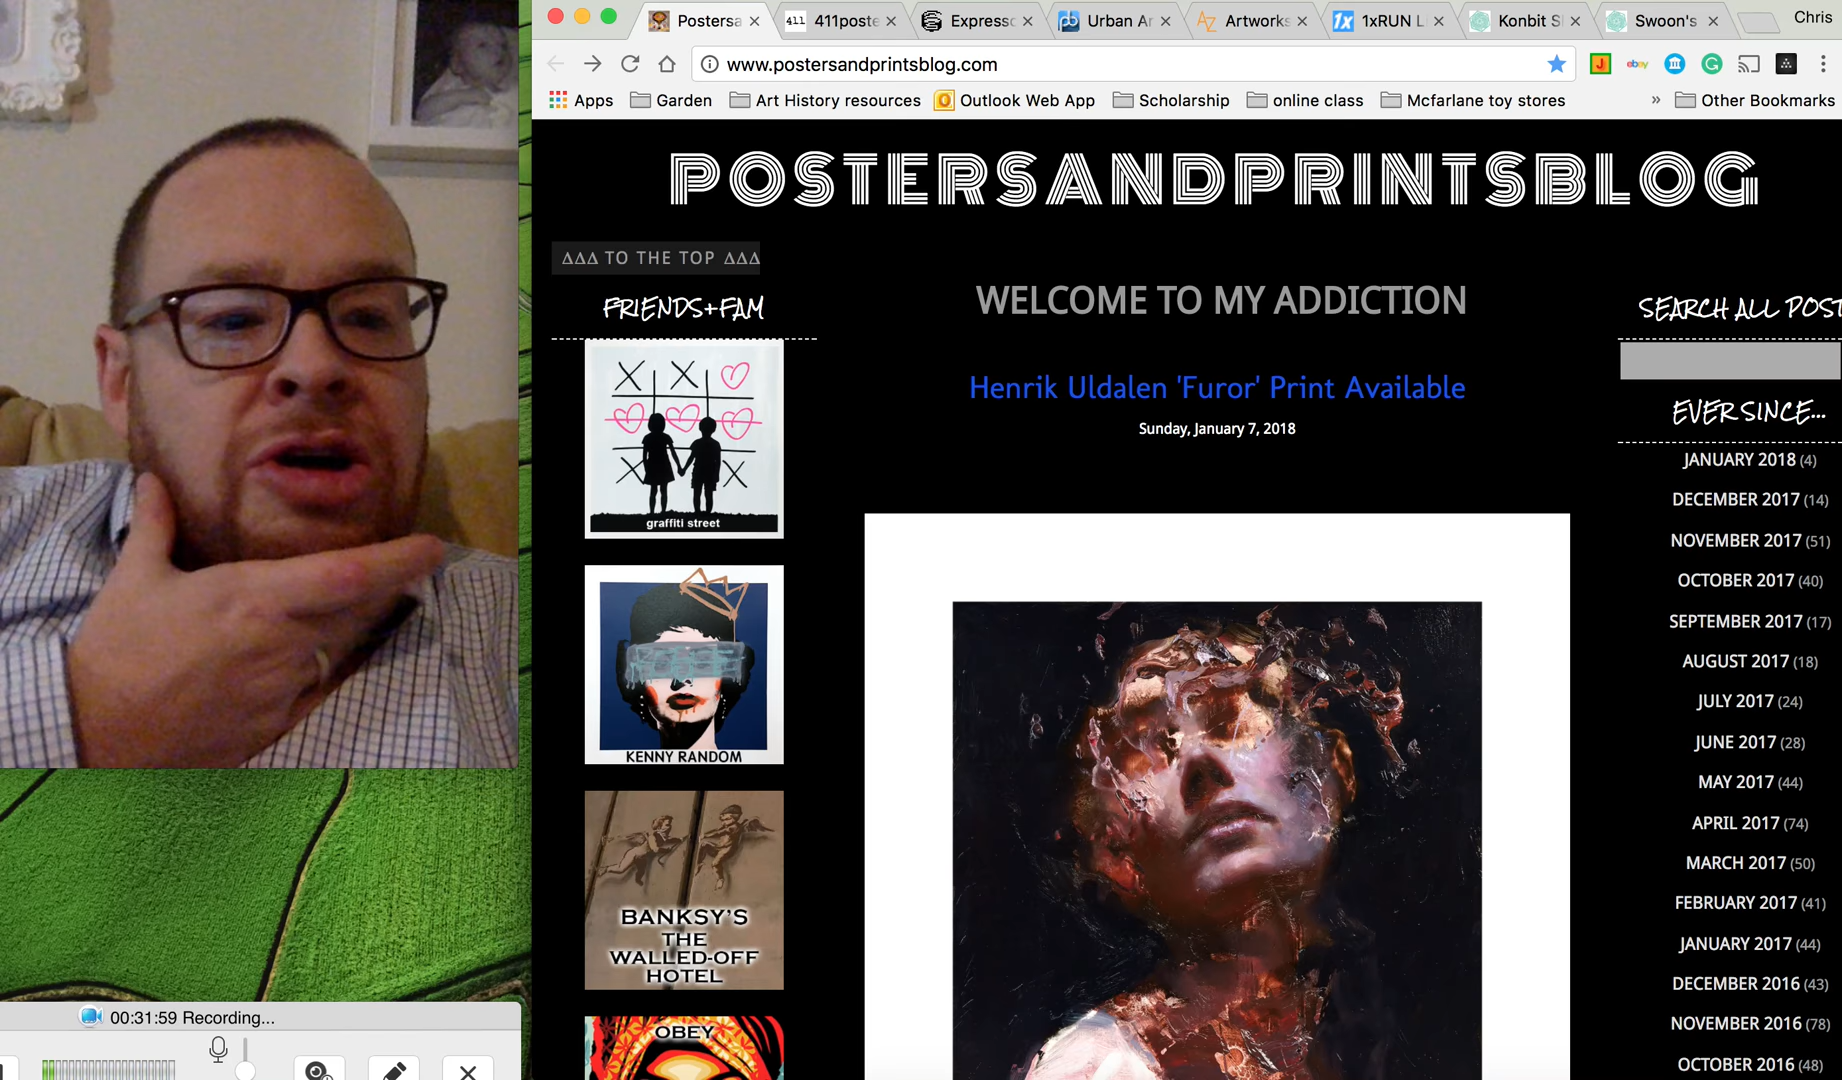 Postersa
411poste
Expresso
Urban Ar
Artworks
1xRUN L
Konbit S
Swoon's
Chris
www.postersandprintsblog.com
ebay
Apps
Garden
Art History resources
Outlook Web App
Scholarship
online class
Mcfarlane toy stores
» Other Bookmarks
POSTERSANDPRINTSBLOG
ΔΔΔ TO THE TOP ΔΔΔ
FRIENDS+FAM
graffiti street
KENNY RANDOM
BANKSY'S
THE
WALLED-OFF
HOTEL
OBEY
WELCOME TO MY ADDICTION
Henrik Uldalen 'Furor' Print Available
Sunday, January 7, 2018
SEARCH ALL POST
EVER SINCE...
JANUARY 2018 (4)
DECEMBER 2017 (14)
NOVEMBER 2017 (51)
OCTOBER 2017 (40)
SEPTEMBER 2017 (17)
AUGUST 2017 (18)
JULY 2017 (24)
JUNE 2017 (28)
MAY 2017 (44)
APRIL 2017 (74)
MARCH 2017 (50)
FEBRUARY 2017 (41)
JANUARY 2017 (44)
DECEMBER 2016 (43)
NOVEMBER 2016 (78)
OCTOBER 2016 (48)
00:31:59 Recording...